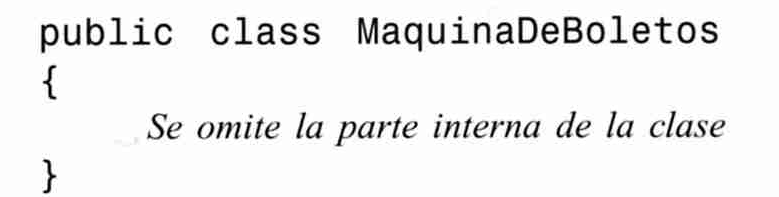 public class MaquinaDeBoletos
{
Se omite la parte interna de la clase
}